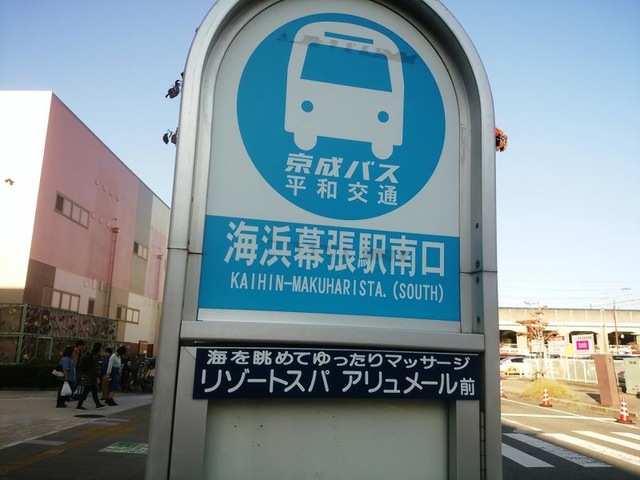 京成バス
平和交通
海浜幕張駅南口
KAIHIN-MAKUHARISTA.(SOUTH)
海を眺めてゆったりマッサージ
リゾートスパ アリュメール前